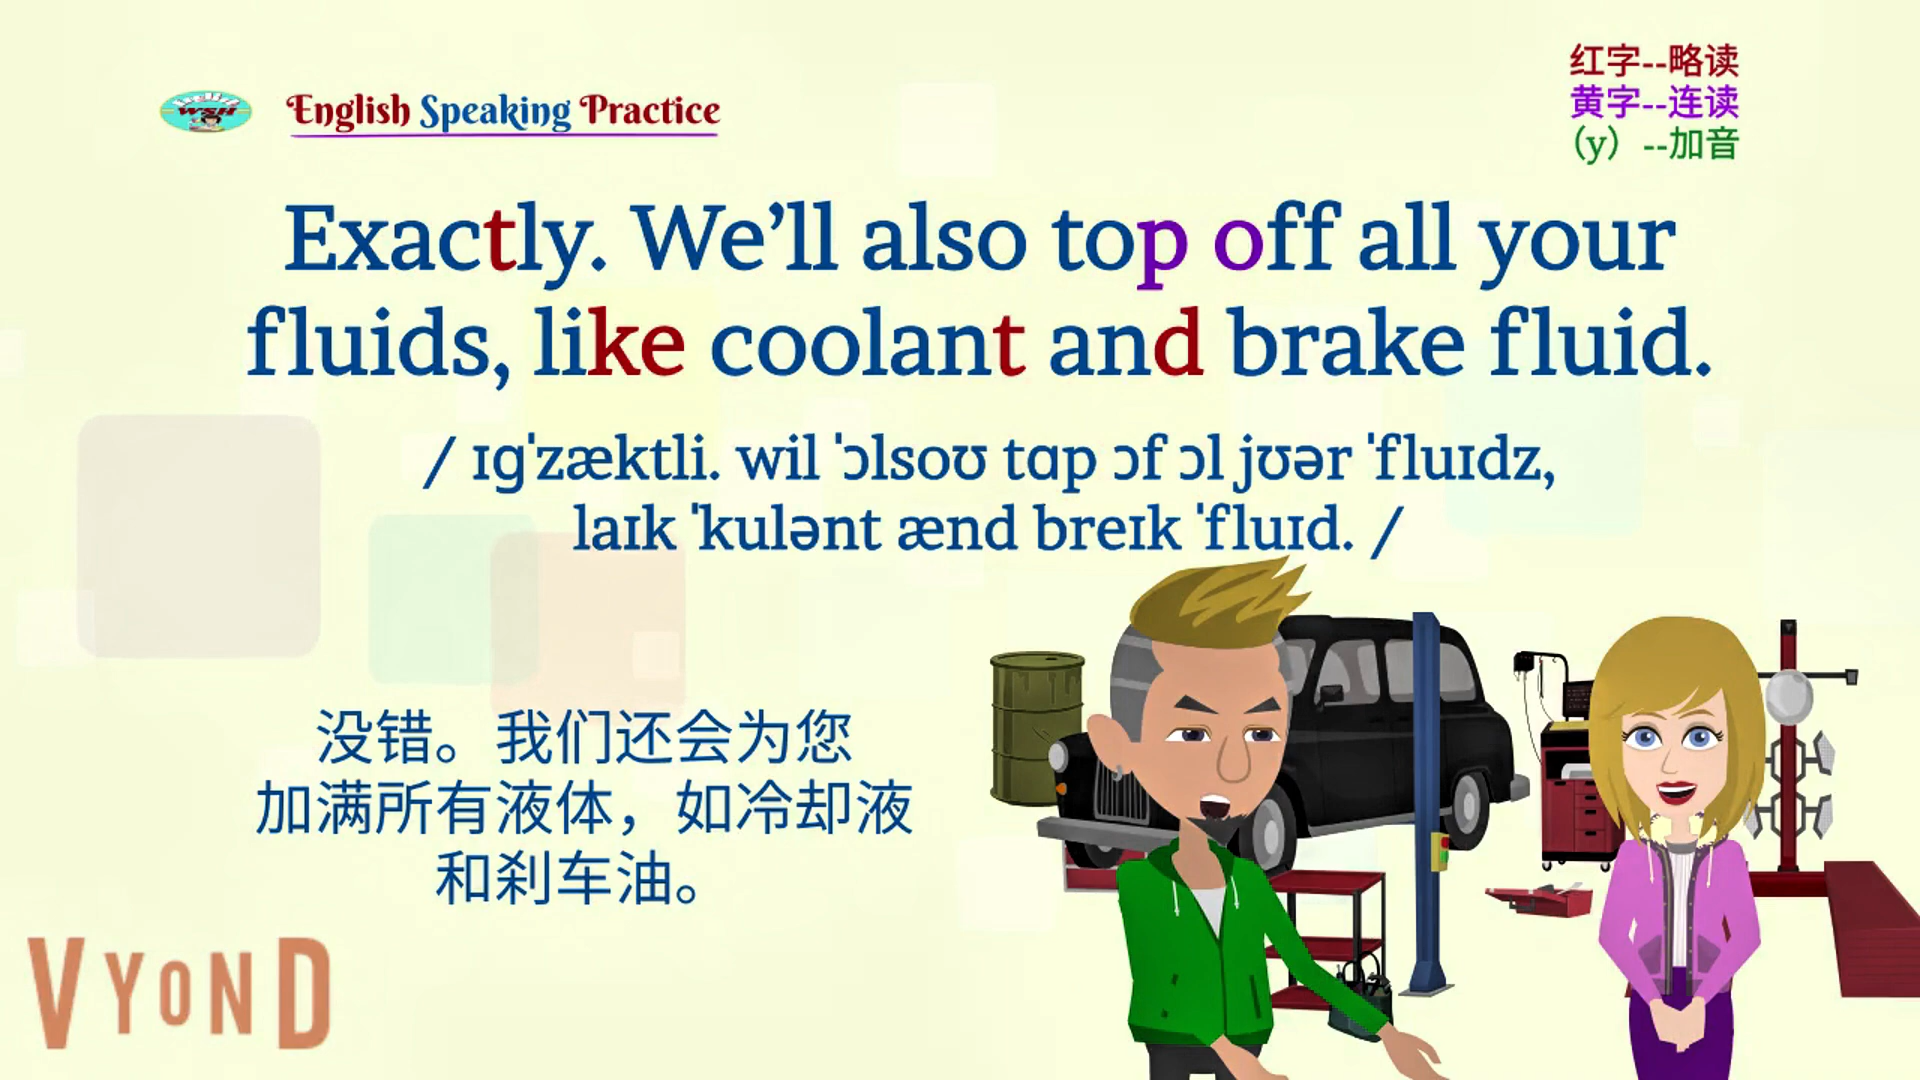 WSH
English Speaking Practice
红字--略读
黄字--连读
（y）--加音
Exactly. We’ll also top off all your
fluids, like coolant and brake fluid.
/ ɪɡˈzæktli. wil ˈɔlsoʊ tɑp ɔf ɔl jʊər ˈfluɪdz,
laɪk ˈkulənt ænd breɪk ˈfluɪd. /
没错。我们还会为您
加满所有液体，如冷却液
和刹车油。
VYOND